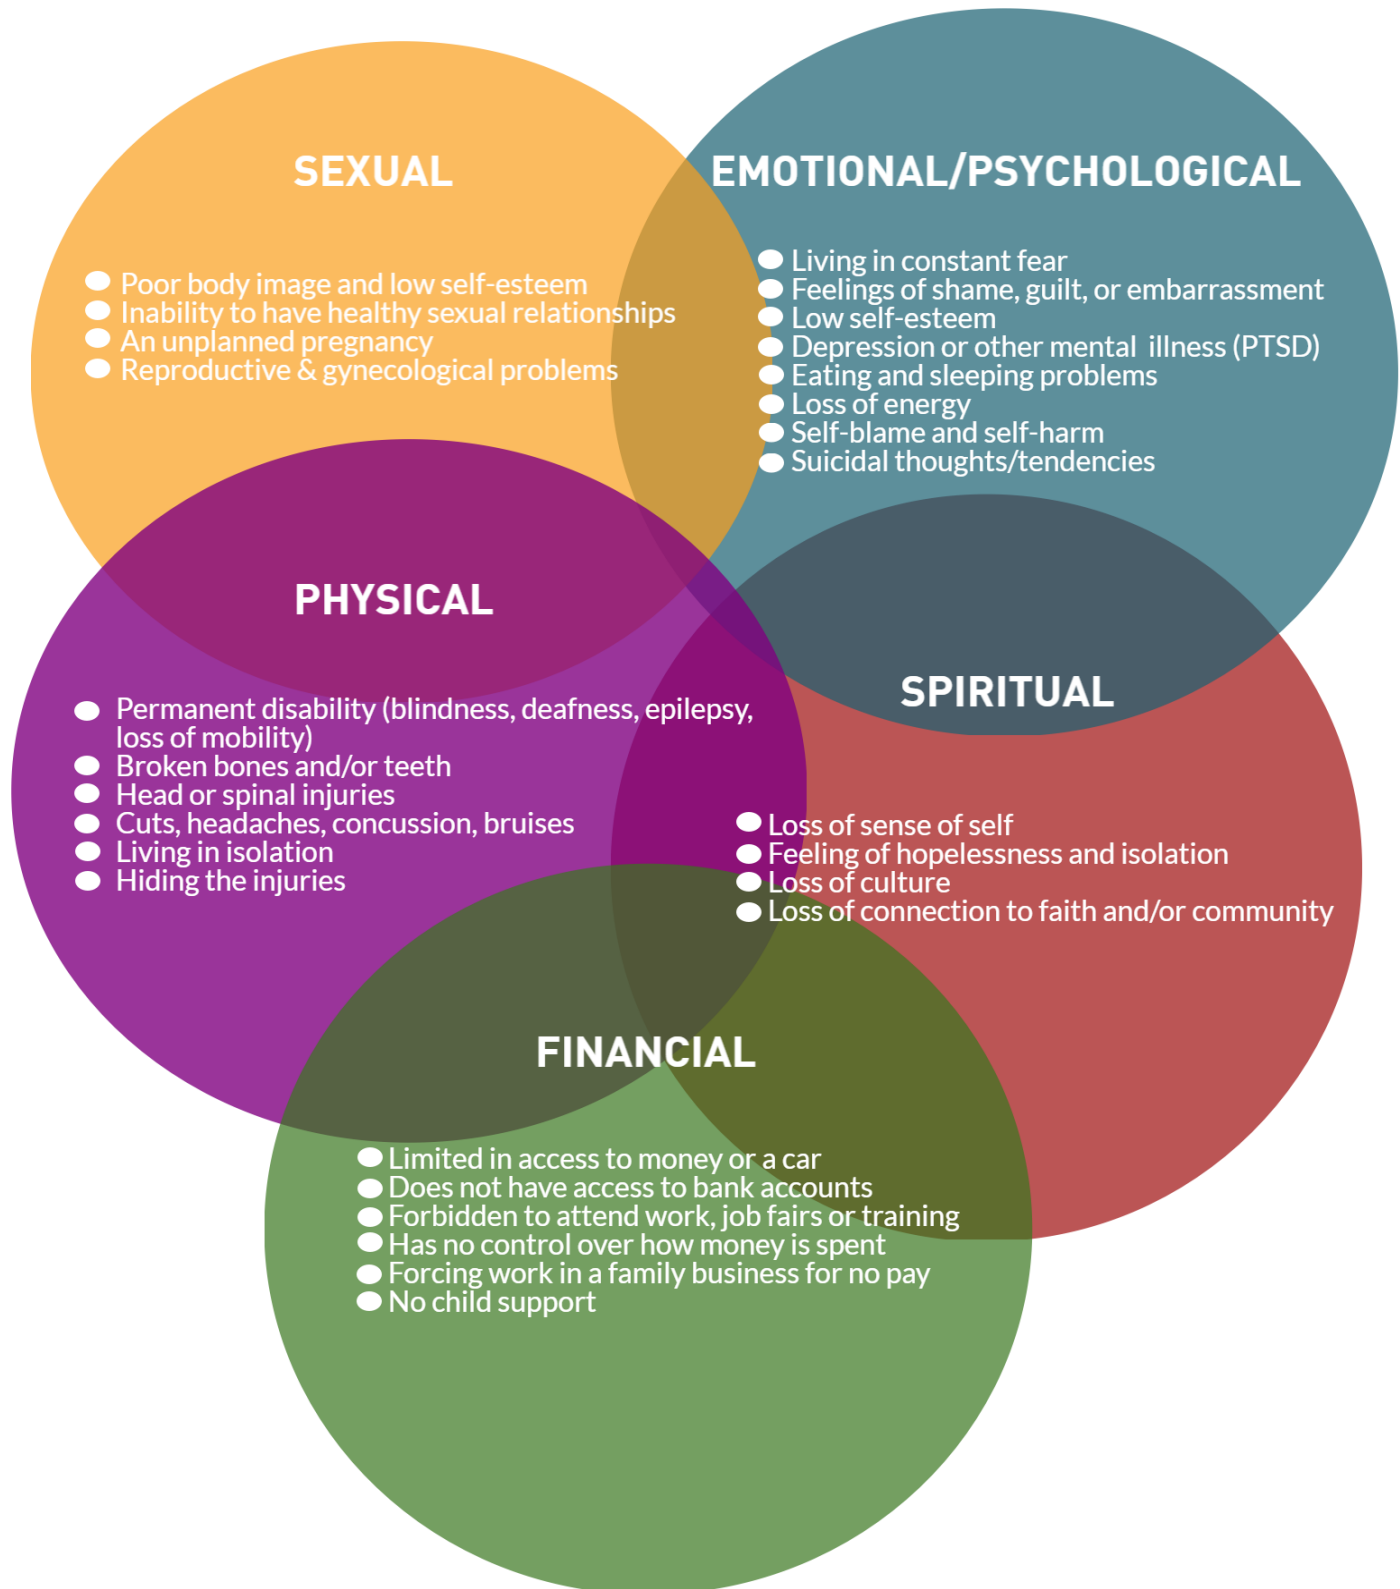 SEXUAL
Poor body image and low self-esteem
Inability to have healthy sexual relationships
An unplanned pregnancy
Reproductive & gynecological problems
EMOTIONAL/PSYCHOLOGICAL
Living in constant fear
Feelings of shame, guilt, or embarrassment
Low self-esteem
Depression or other mental illness (PTSD)
Eating and sleeping problems
Loss of energy
Self-blame and self-harm
Suicidal thoughts/tendencies
PHYSICAL
Permanent disability (blindness, deafness, epilepsy,
loss of mobility)
Broken bones and/or teeth
Head or spinal injuries
Cuts, headaches, concussion, bruises
Living in isolation
Hiding the injuries
SPIRITUAL
Loss of sense of self
Feeling of hopelessness and isolation
Loss of culture
Loss of connection to faith and/or community
FINANCIAL
Limited in access to money or a car
Does not have access to bank accounts
Forbidden to attend work, job fairs or training
Has no control over how money is spent
Forcing work in a family business for no pay
No child support